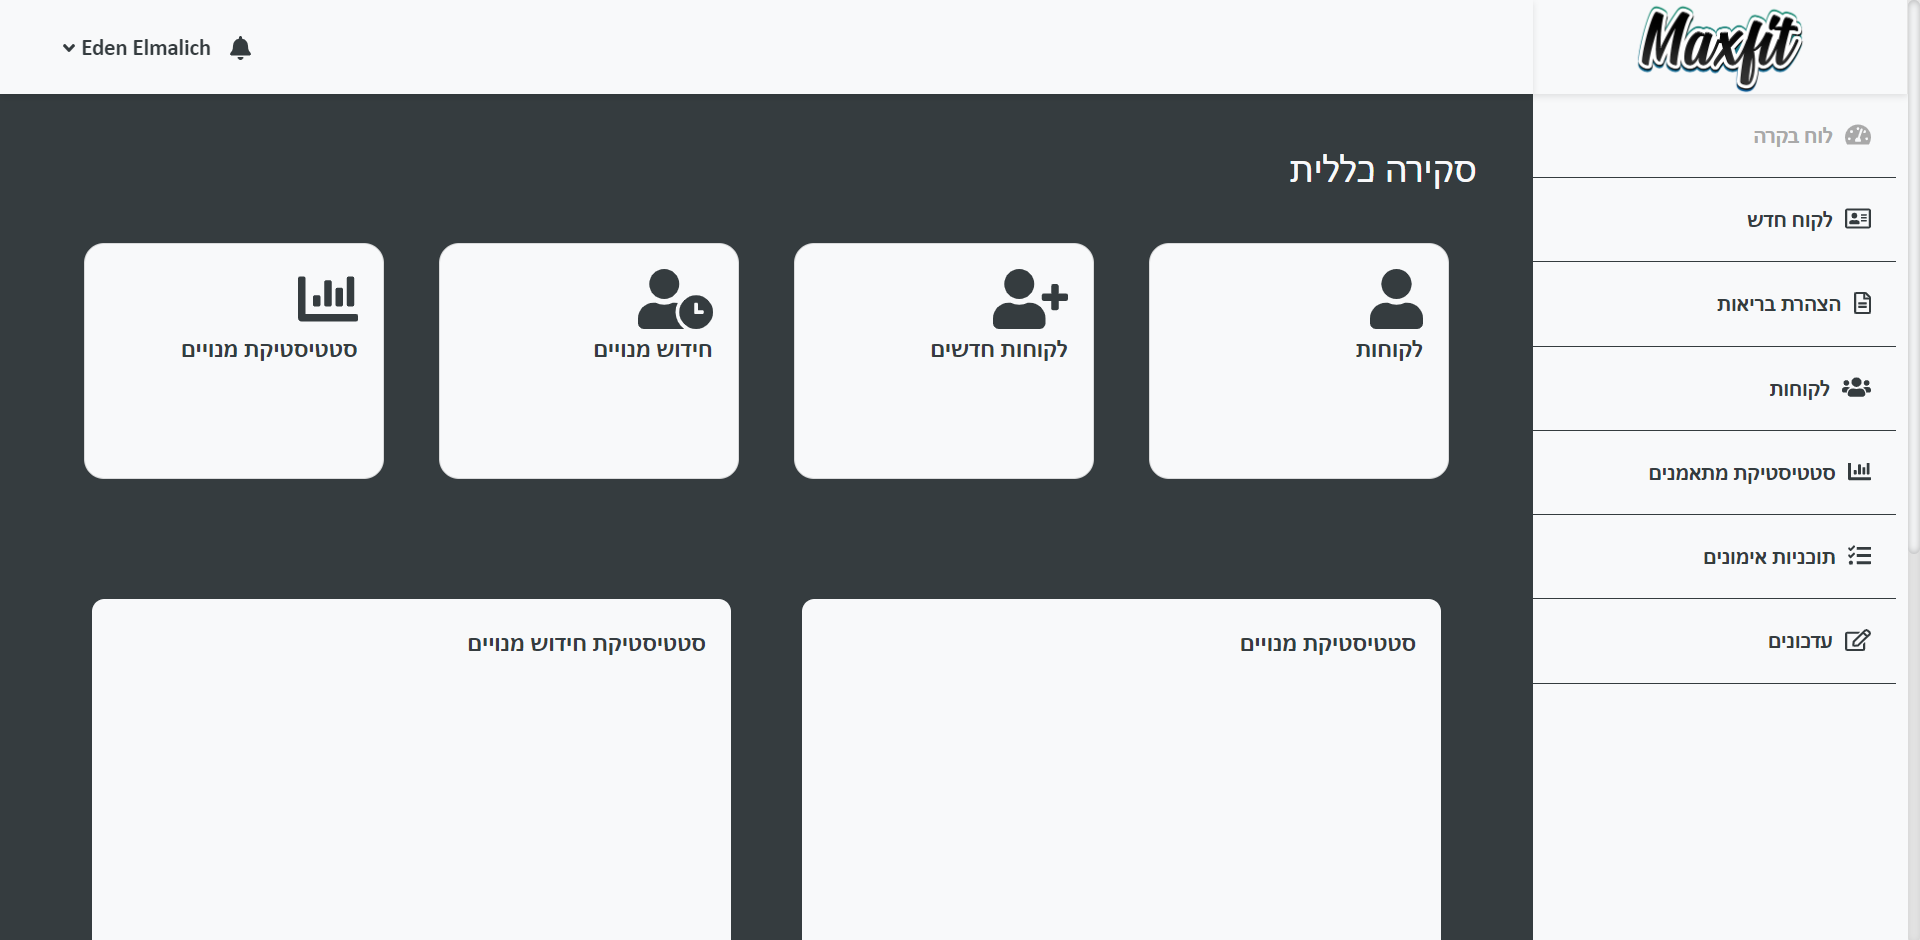 Maxfit
Eden Elmalich
לוח בקרה
לקוח חדש
הצהרת בריאות
לקוחות
סטטיסטיקת מתאמנים
תוכניות אימונים
עדכונים
סקירה כללית
לקוחות
לקוחות חדשים
חידוש מנויים
סטטיסטיקת מנויים
סטטיסטיקת מנויים
סטטיסטיקת חידוש מנויים